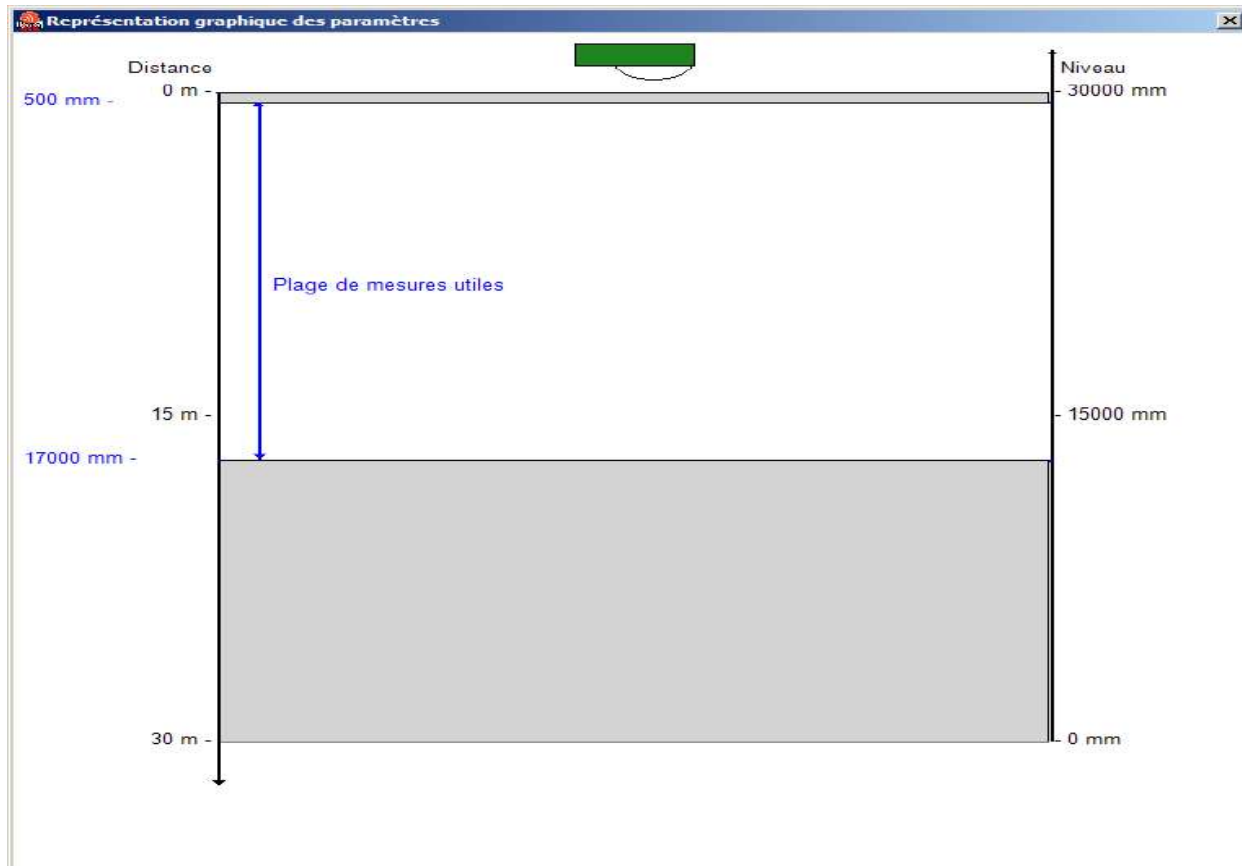 Représentation graphique des paramètres
Distance
Niveau
0 m -
- 30000 mm
500 mm -
Plage de mesures utiles
15 m -
- 15000 mm
17000 mm -
30 m -
- 0 mm